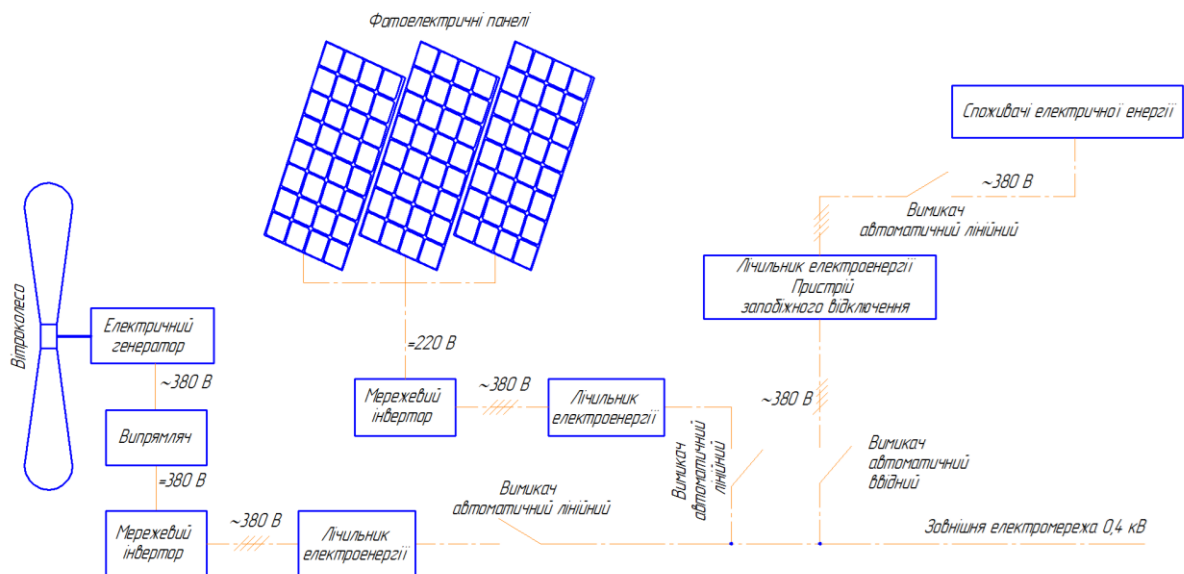 Фотоелектричні панелі
Споживачі електричної енергії
~380 В
Вимикач
автоматичний лінійний
Лічильник електроенергії
Пристрій
запобіжного відключення
Вітроколесо
Електричний
генератор
=220 В
~380 В
Мережевий
інвертор
~380 В
Лічильник
електроенергії
~380 В
Випрямляч
Вимикач
автоматичний
лінійний
Вимикач
автоматичний
ввідний
=380 В
Вимикач
автоматичний лінійний
Мережевий
інвертор
~380 В
Лічильник
електроенергії
Зовнішня електромережа 0,4 кВ